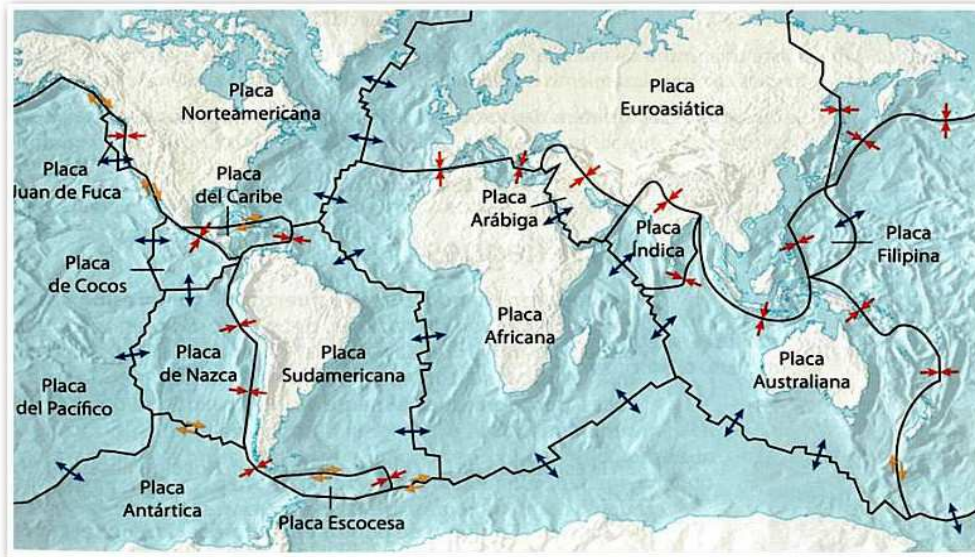 Placa
Norteamericana
Placa
Euroasiática
Placa
Juan de Fuca
Placa
del Caribe
Placa
Arábiga
Placa
Índica
Placa
Filipina
Placa
de Cocos
Placa
Africana
Placa
de Nazca
Placa
Sudamericana
Placa
Australiana
Placa
del Pacífico
Placa
Antártica
Placa Escocesa